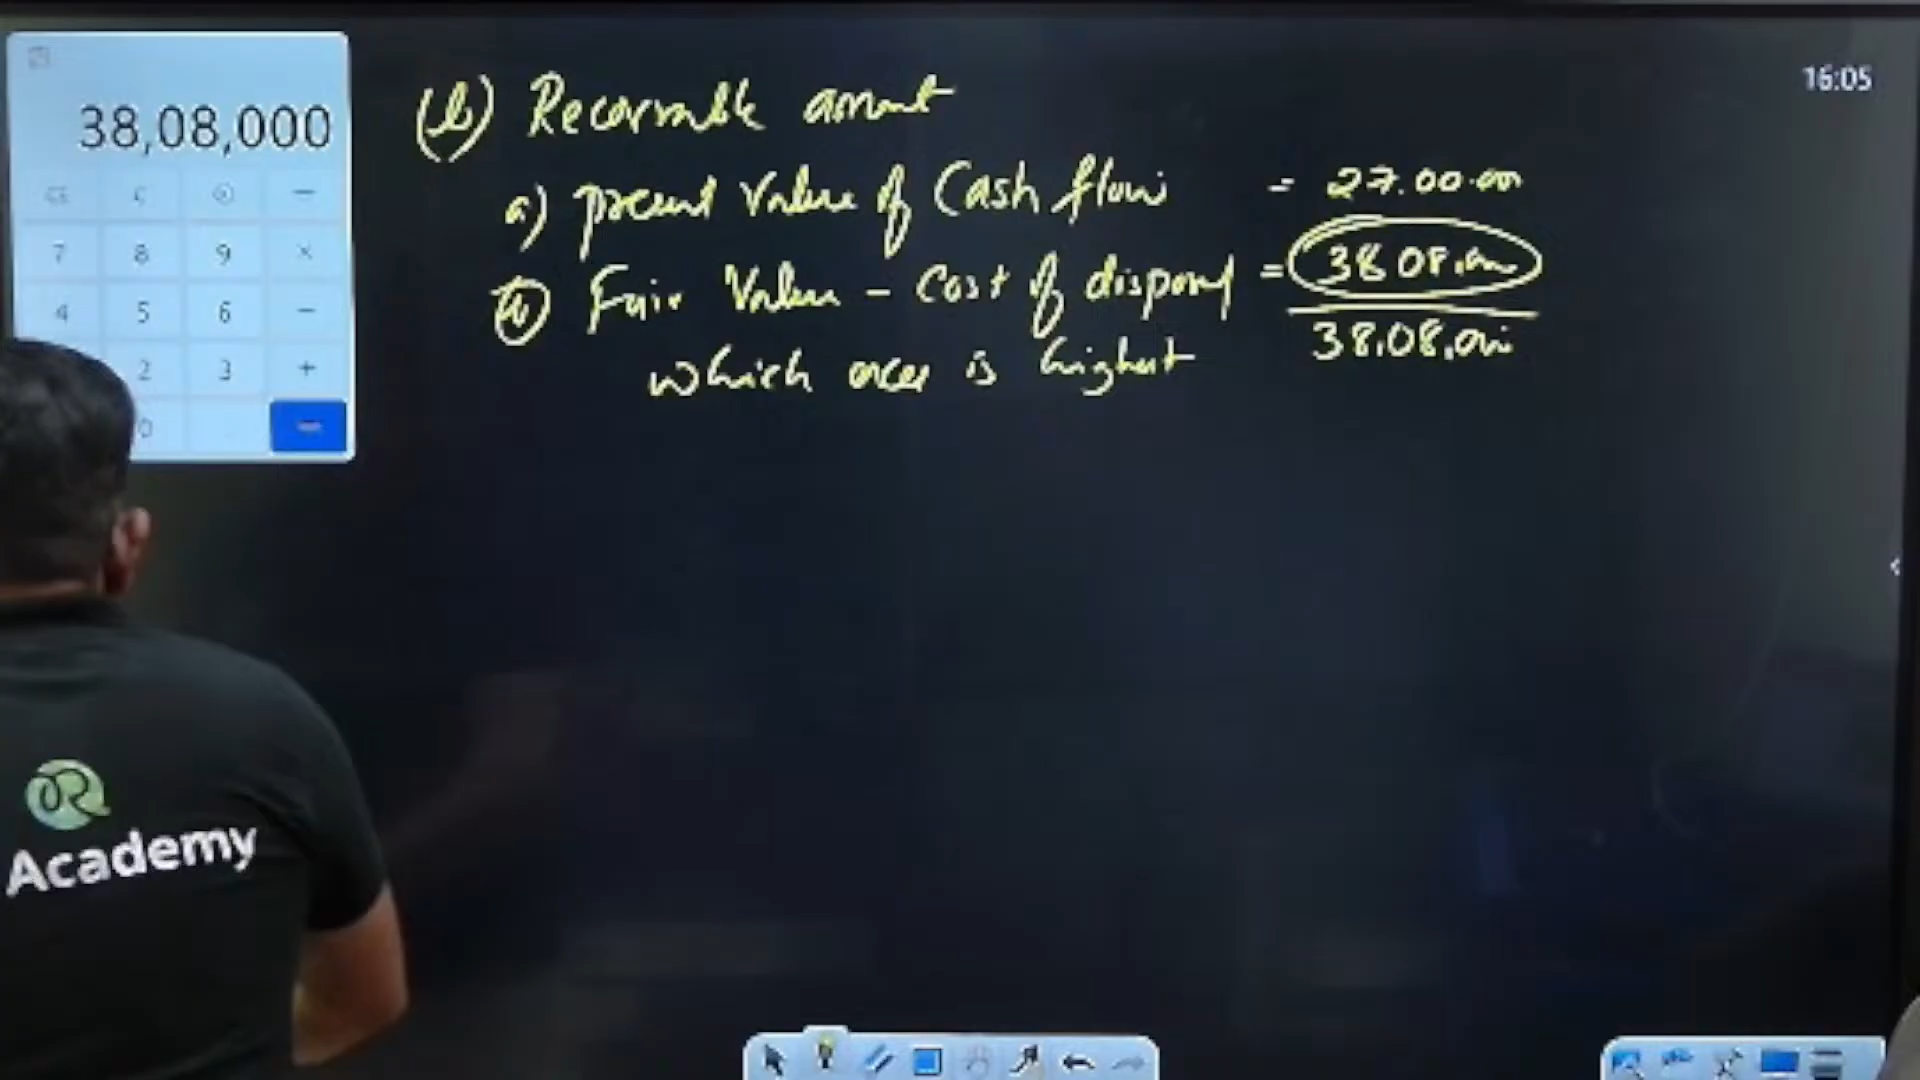 38,08,000
16:05
(b) Recoverable amount
a) present Value of Cash flow = 27.00.000
b) Fair Value - Cost of disposal = 38 08.000
which ever is highest 38,08,000
7 8 9 ×
4 5 6 −
2 3 +
0
Academy